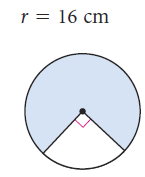 r = 16 cm